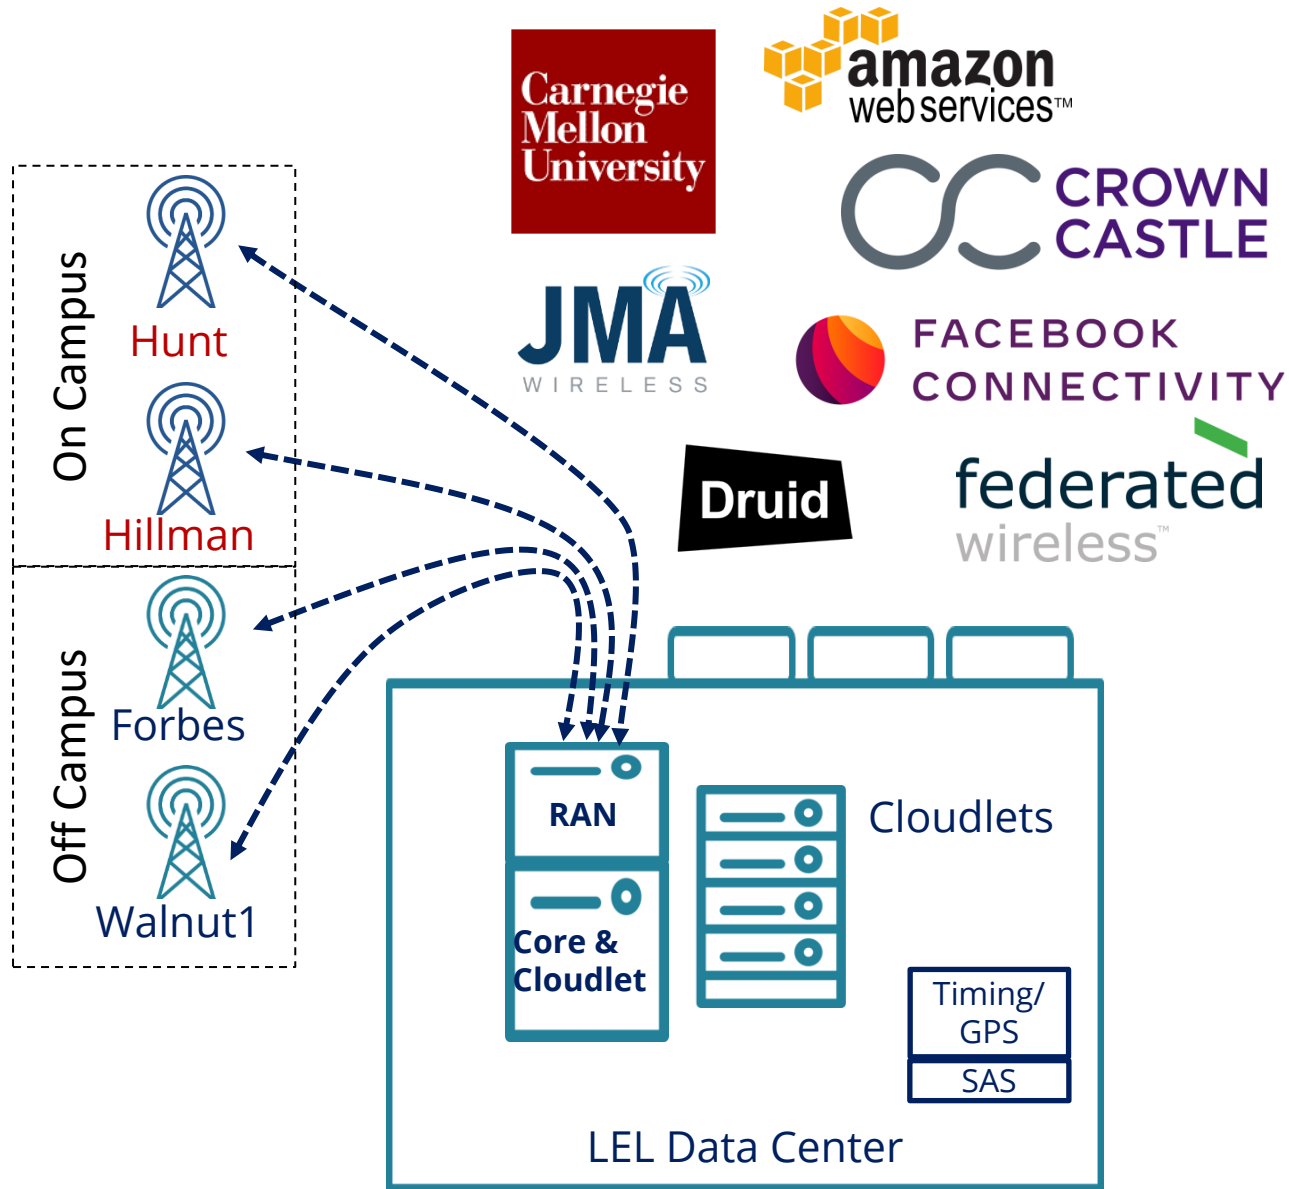 Carnegie
Mellon
University
amazon
web services™
CROWN
CASTLE
JMA
WIRELESS
FACEBOOK
CONNECTIVITY
Druid
federated
wireless™
On Campus
Hunt
Hillman
Off Campus
Forbes
Walnut1
RAN
Core &
Cloudlet
Cloudlets
Timing/
GPS
SAS
LEL Data Center